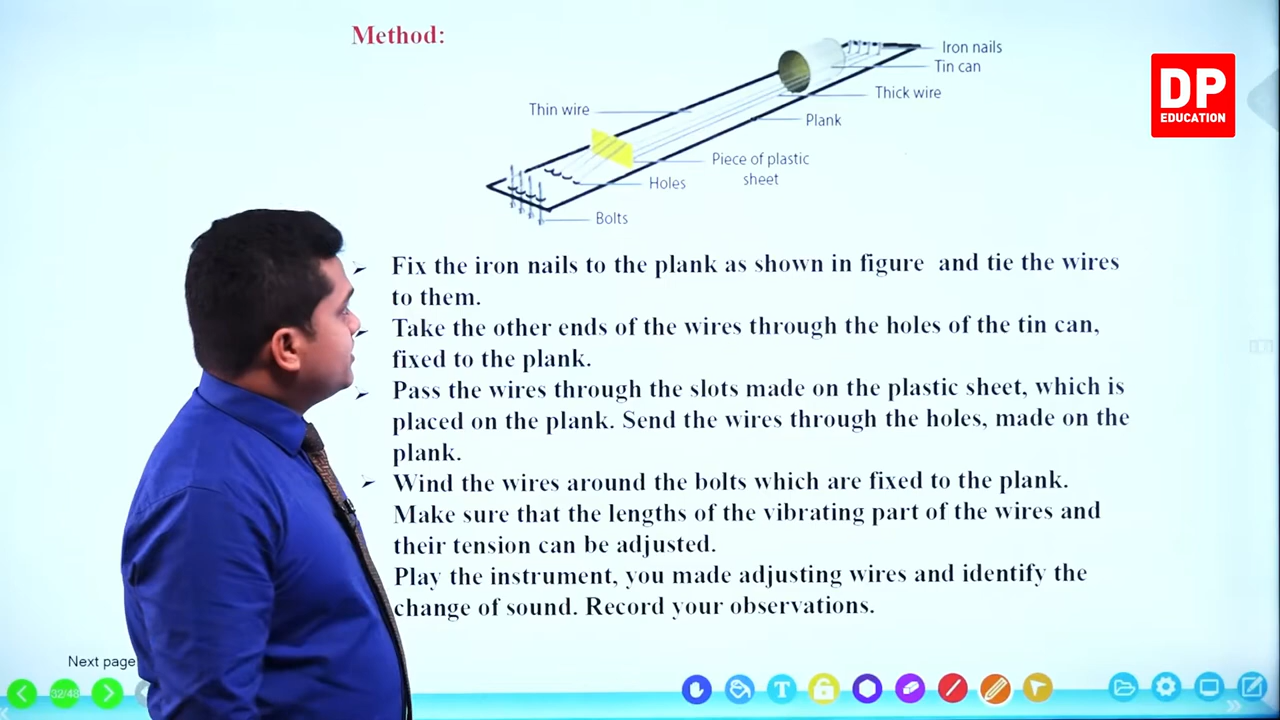 Method:
Iron nails
Tin can
Thick wire
Thin wire
Plank
Piece of plastic
sheet
Holes
Bolts
DP
EDUCATION
Fix the iron nails to the plank as shown in figure and tie the wires
to them.
Take the other ends of the wires through the holes of the tin can,
fixed to the plank.
Pass the wires through the slots made on the plastic sheet, which is
placed on the plank. Send the wires through the holes, made on the
plank.
Wind the wires around the bolts which are fixed to the plank.
Make sure that the lengths of the vibrating part of the wires and
their tension can be adjusted.
Play the instrument, you made adjusting wires and identify the
change of sound. Record your observations.
Next page
32/48
T